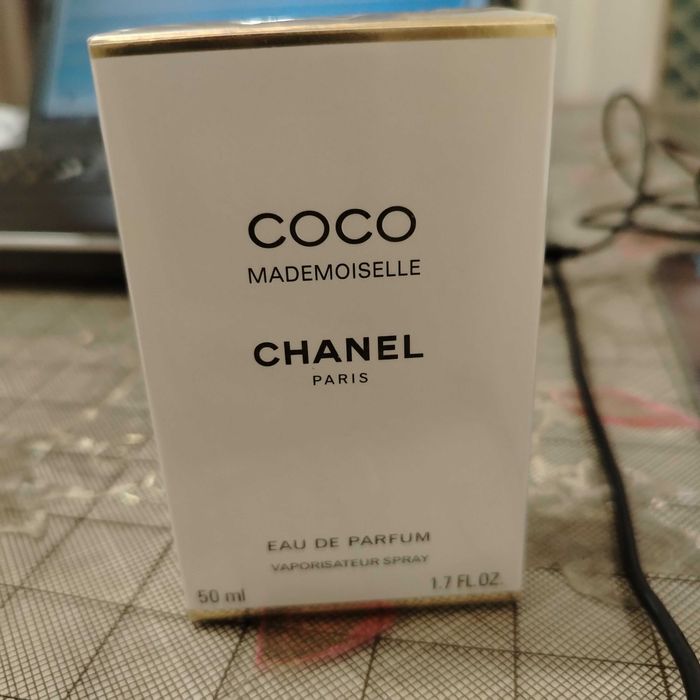 COCO
MADEMOISELLE
CHANEL
PARIS
EAU DE PARFUM
VAPORISATEUR SPRAY
50 ml 1.7 FL.OZ.